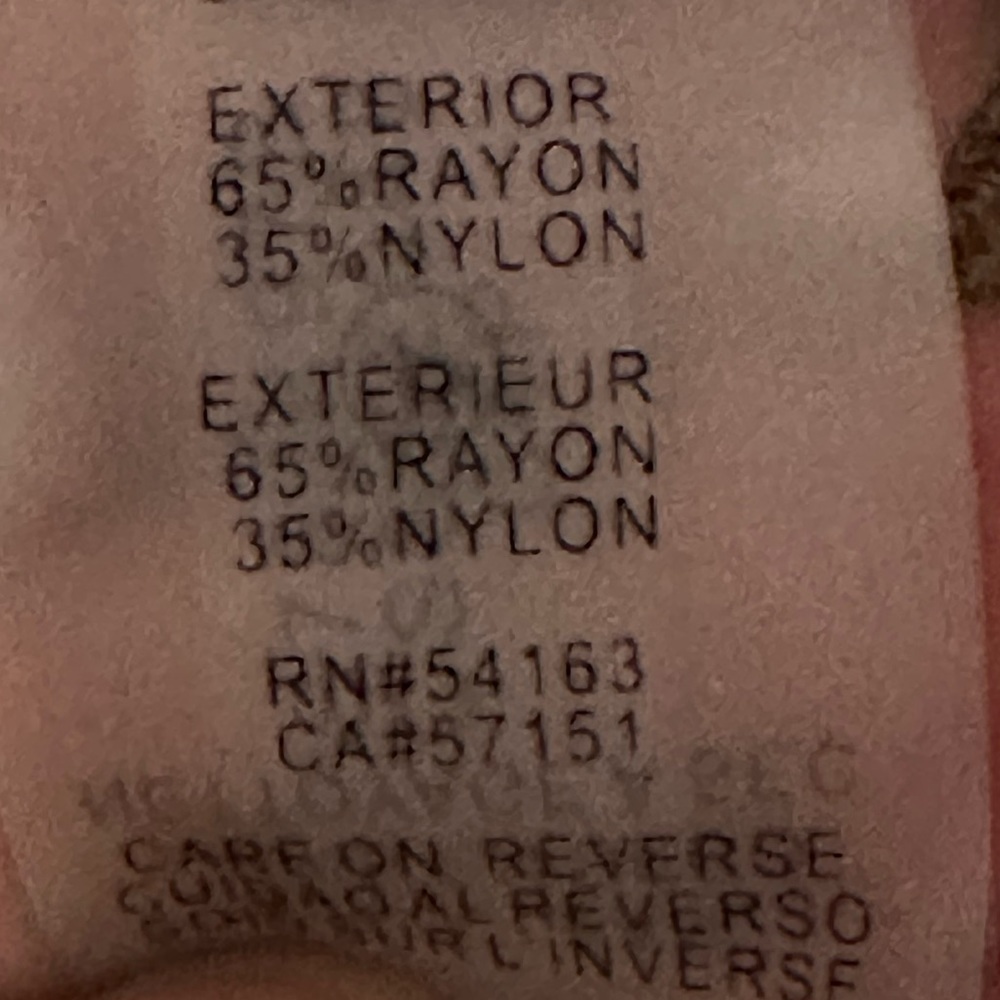 EXTERIOR
65%RAYON
35%NYLON
EXTERIEUR
65%RAYON
35%NYLON
RN#54163
CA#57151
CARE ON REVERSE
CUIDADO AL REVERSO
L'INVERSE